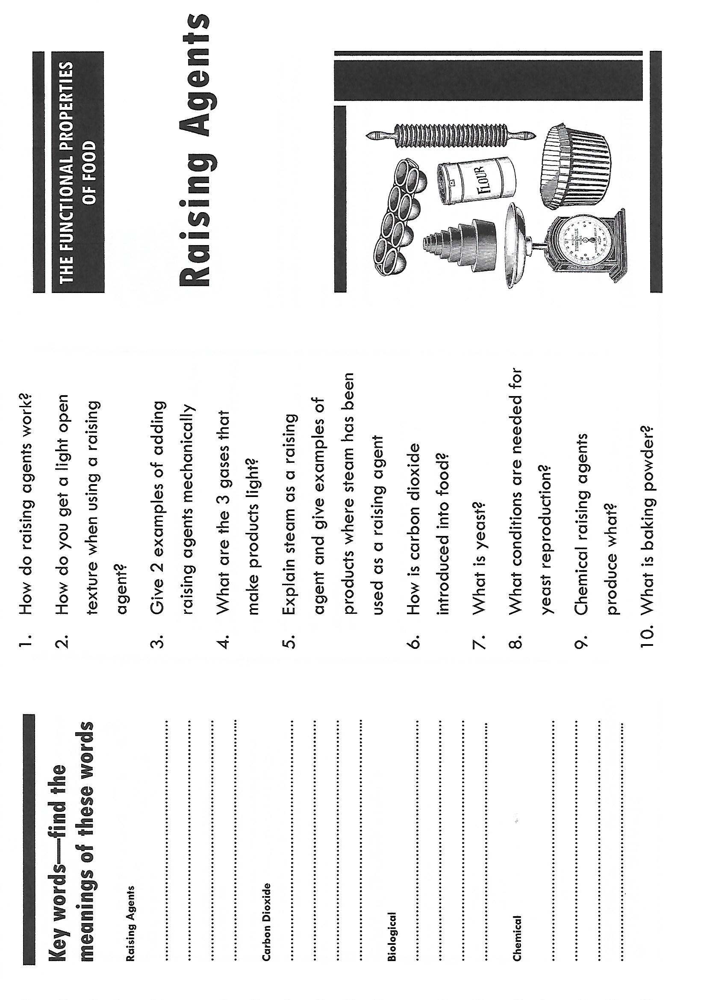 Key words—find the
meanings of these words
Raising Agents
Carbon Dioxide
Biological
Chemical
1. How do raising agents work?
2. How do you get a light open
texture when using a raising
agent?
3. Give 2 examples of adding
raising agents mechanically
4. What are the 3 gases that
make products light?
5. Explain steam as a raising
agent and give examples of
products where steam has been
used as a raising agent
6. How is carbon dioxide
introduced into food?
7. What is yeast?
8. What conditions are needed for
yeast reproduction?
9. Chemical raising agents
produce what?
10. What is baking powder?
THE FUNCTIONAL PROPERTIES
OF FOOD
Raising Agents
FLOUR